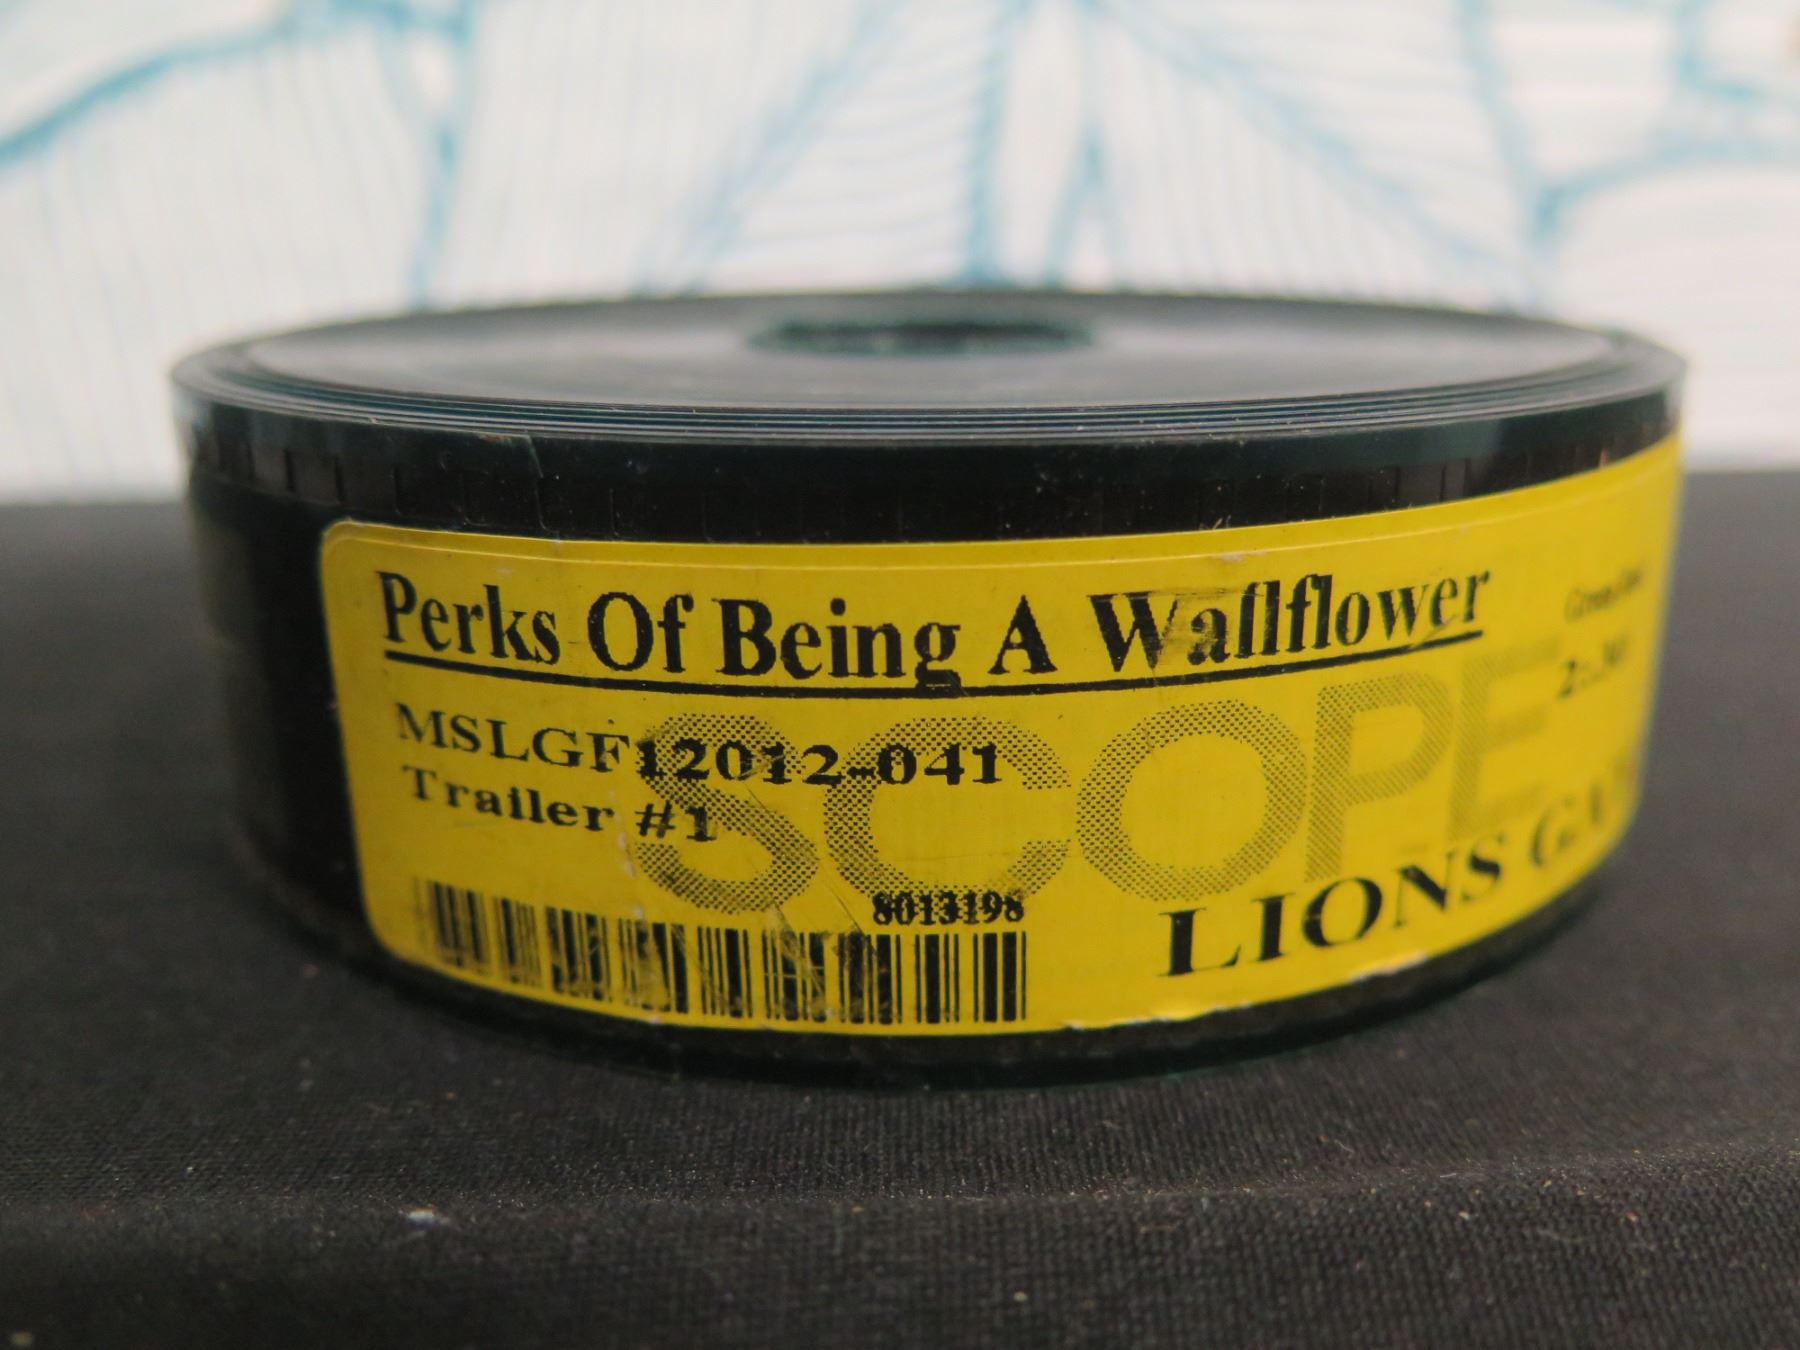 Perks Of Being A Wallflower
MSLGF12012-041
Trailer #1
SCOPE
8013198
LIONS